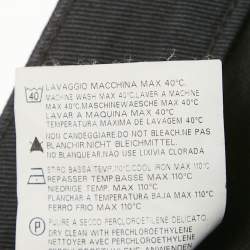 40
LAVAGGIO MACCHINA MAX 40°C.
MACHINE WASH MAX 40°C.LAVER A MACHINE
MAX 40°C.MASCHINEWAESCHE MAX 40°C.
LAVAR A MAQUINA MAX 40°C
TEMPERATURA MAXIMA DE LAVADEM 40°C
NON CANDEGGIARE.DO NOT BLEACH.NE PAS
BLANCHIR.NICHT BLEICHMITTEL.
NO BLANQUEAR.NAO USE LIXIVIA CLORADA
STIRO BASSA TEMP.110°C/COOL IRON MAX 110°C
REPASSER TEMP.BASSE MAX 110°C
NIEDRIGE TEMP. MAX 110°C
PLANCHAR A TEMPERATURA BAJA MAX 110°C
FERRO FRIO MAX 110°C
P
PULIRE A SECCO PERCLOROETILENE DELICATO.
DRY CLEAN WITH PERCHLOROETHYLENE
NETTOYER AVEC PERCHLOROETHYLENE